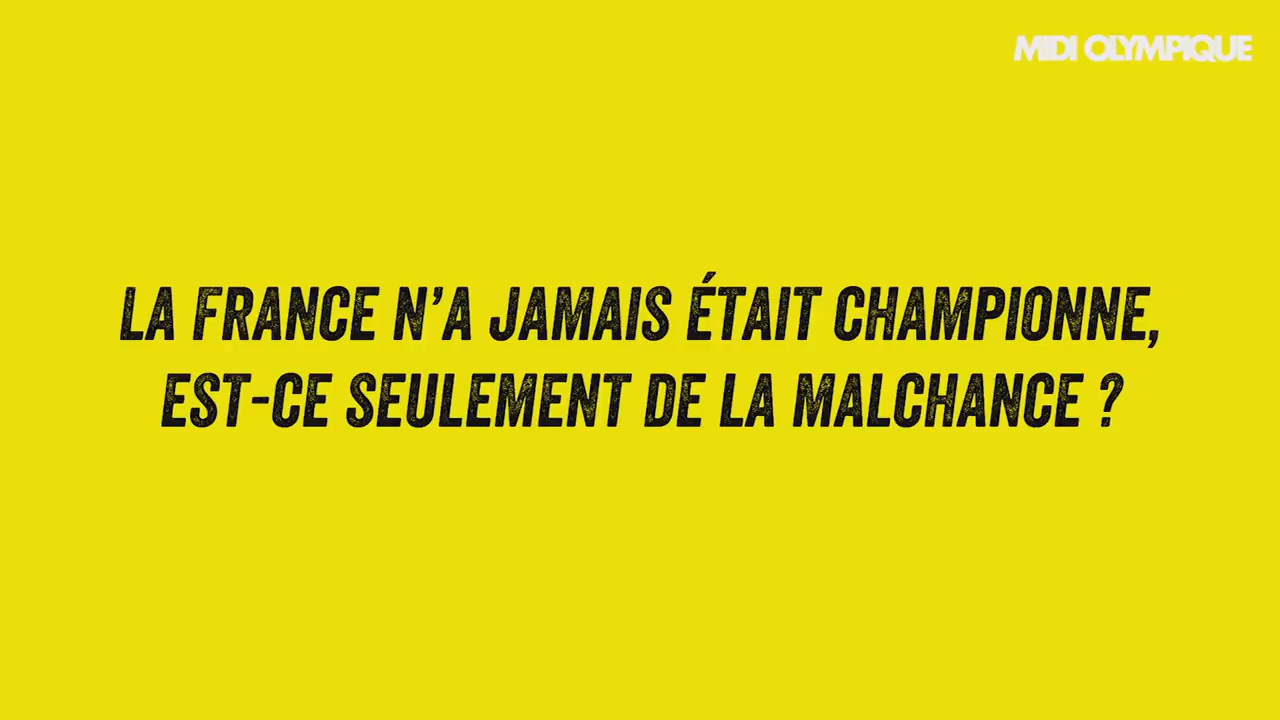 MIDI OLYMPIQUE
LA FRANCE N'A JAMAIS ÉTAIT CHAMPIONNE,
EST-CE SEULEMENT DE LA MALCHANCE ?